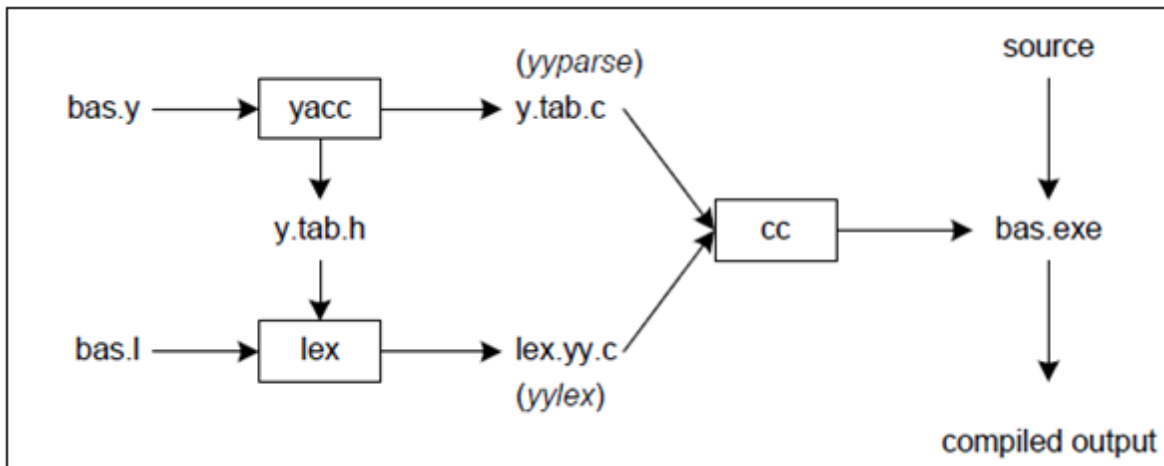 (yyparse)
source
bas.y
yacc
y.tab.c
y.tab.h
cc
bas.exe
bas.l
lex
lex.yy.c
(yylex)
compiled output